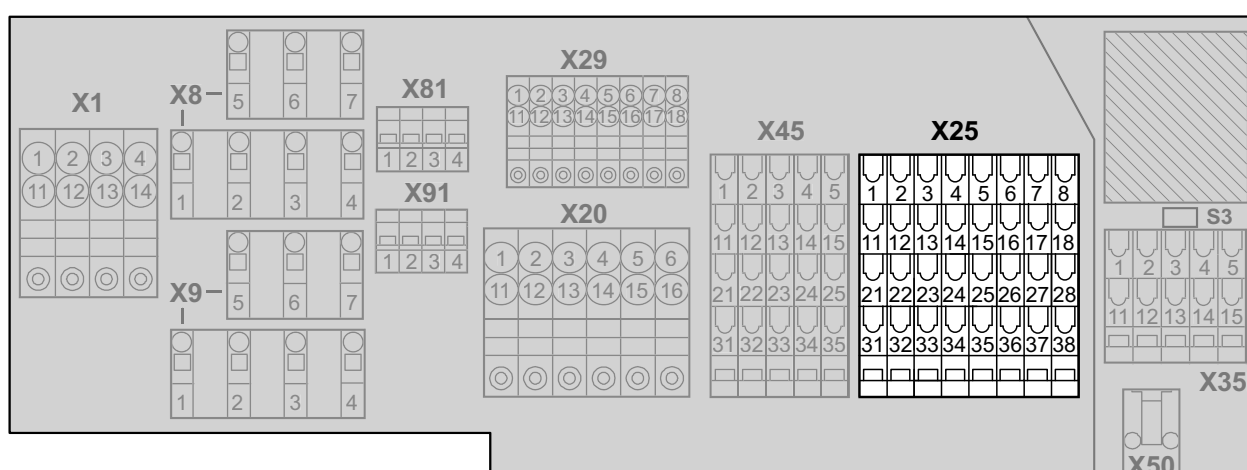 X1
1 2 3 4
11 12 13 14
X8
5 6 7
1 2 3 4
X9
5 6 7
1 2 3 4
X81
1 2 3 4
X91
1 2 3 4
X29
1 2 3 4 5 6 7 8
11 12 13 14 15 16 17 18
X20
1 2 3 4 5 6
11 12 13 14 15 16
X45
1 2 3 4 5
11 12 13 14 15
21 22 23 24 25
31 32 33 34 35
X25
1 2 3 4 5 6 7 8
11 12 13 14 15 16 17 18
21 22 23 24 25 26 27 28
31 32 33 34 35 36 37 38
S3
1 2 3 4 5
11 12 13 14 15
X35
X50